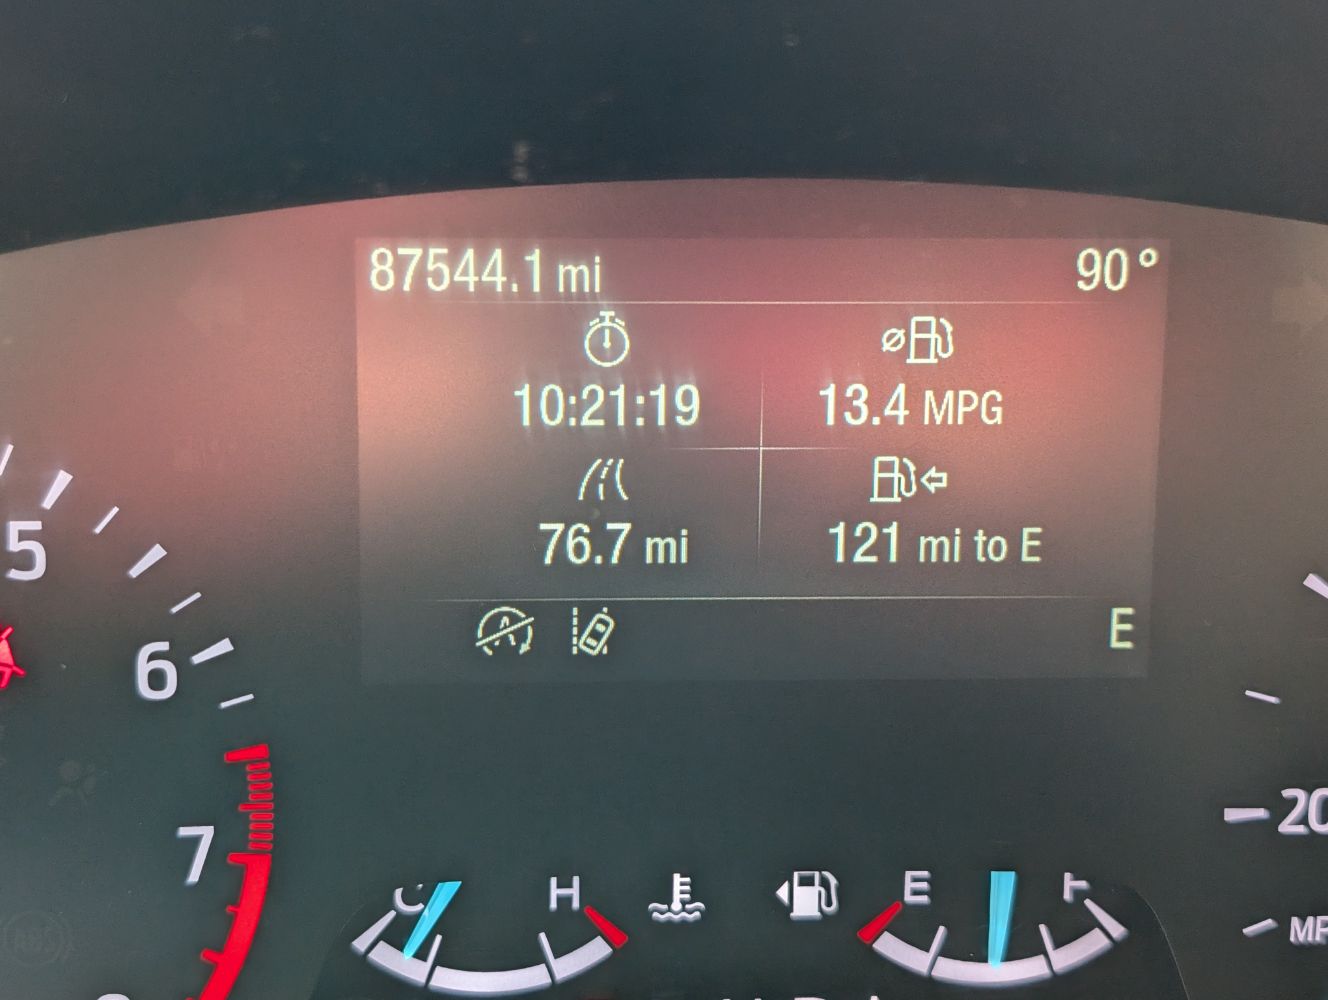 87544.1 mi 90°
10:21:19 13.4 MPG
76.7 mi 121 mi to E
E
5
6
7
20
C H E F